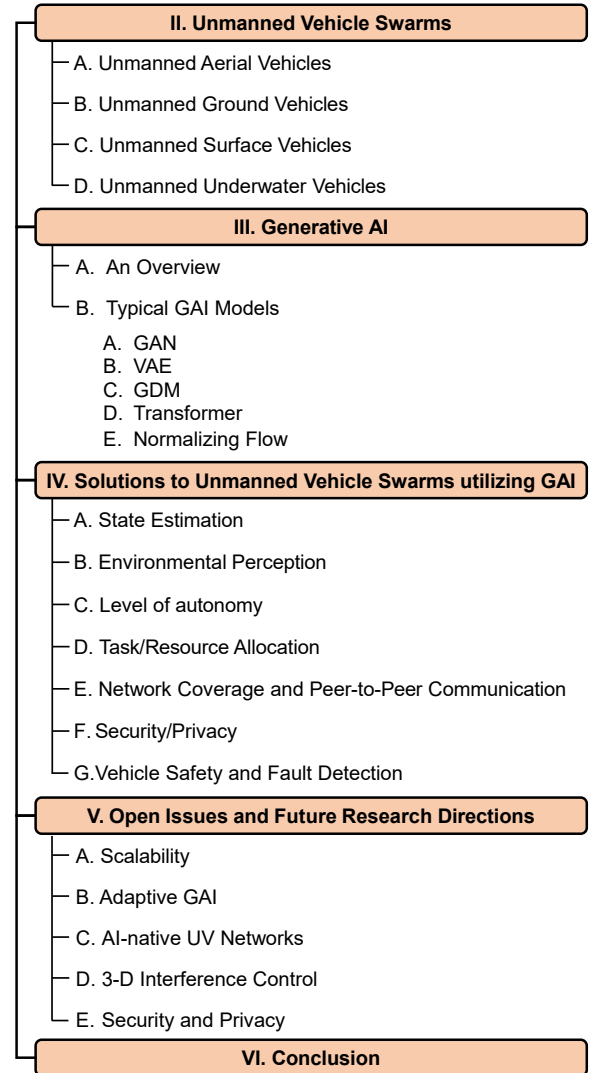 II. Unmanned Vehicle Swarms
A. Unmanned Aerial Vehicles
B. Unmanned Ground Vehicles
C. Unmanned Surface Vehicles
D. Unmanned Underwater Vehicles
III. Generative AI
A. An Overview
B. Typical GAI Models
A. GAN
B. VAE
C. GDM
D. Transformer
E. Normalizing Flow
IV. Solutions to Unmanned Vehicle Swarms utilizing GAI
A. State Estimation
B. Environmental Perception
C. Level of autonomy
D. Task/Resource Allocation
E. Network Coverage and Peer-to-Peer Communication
F. Security/Privacy
G.Vehicle Safety and Fault Detection
V. Open Issues and Future Research Directions
A. Scalability
B. Adaptive GAI
C. AI-native UV Networks
D. 3-D Interference Control
E. Security and Privacy
VI. Conclusion